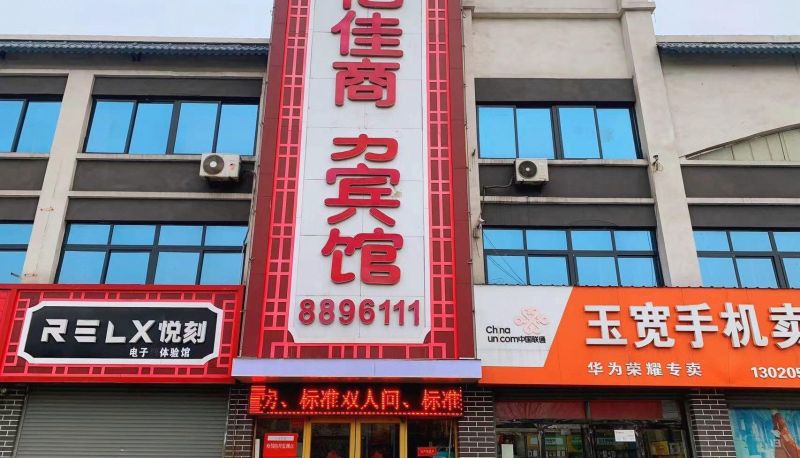 佳商
宾馆
8896111
RELX悦刻
电子 体验馆
China
unicom中国联通
玉宽手机卖
华为荣耀专卖
13020
、标准双人间、标准